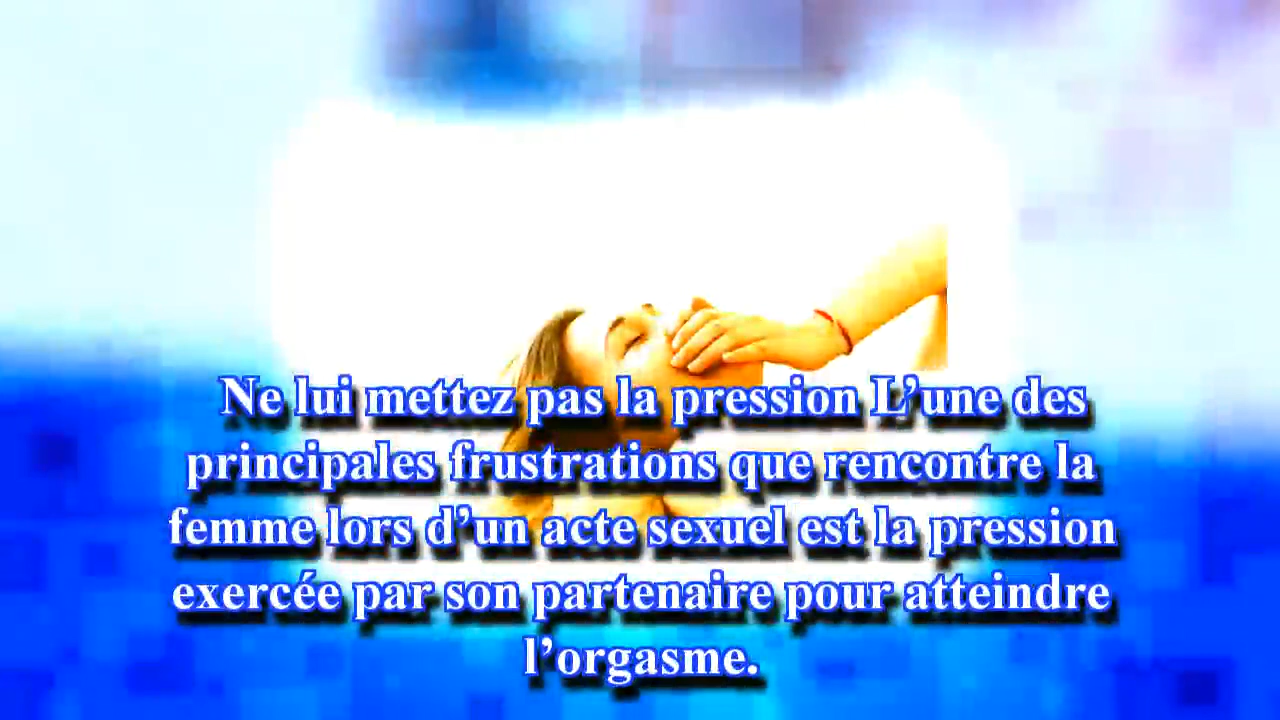 Ne lui mettez pas la pression L’une des
principales frustrations que rencontre la
femme lors d’un acte sexuel est la pression
exercée par son partenaire pour atteindre
l’orgasme.